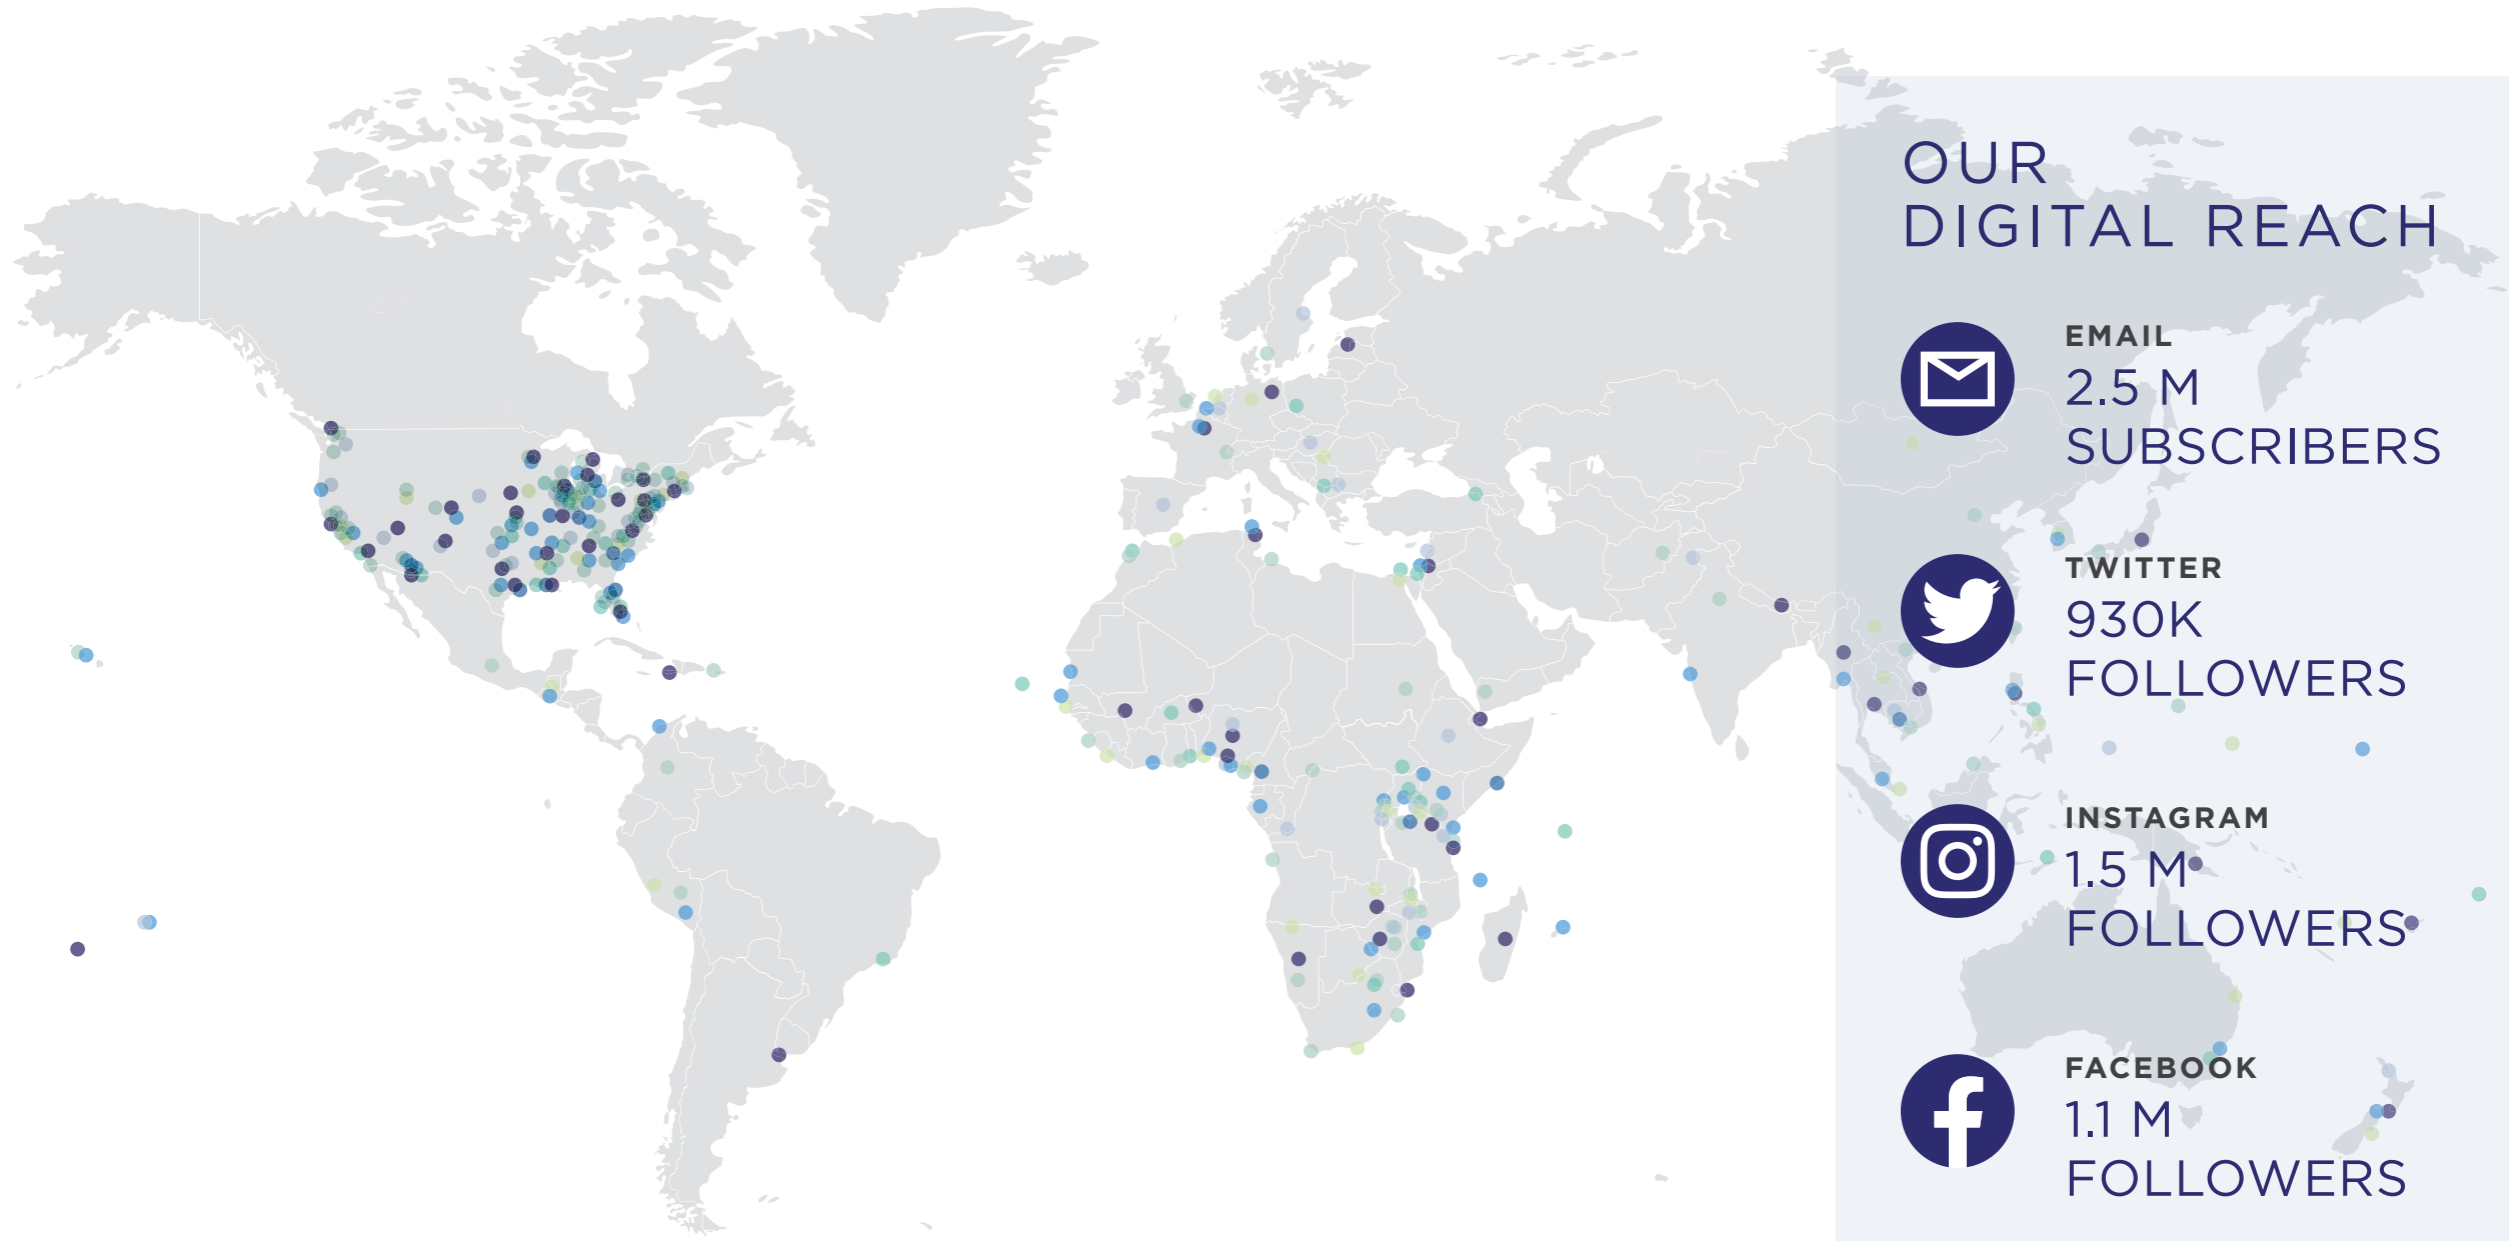 OUR
DIGITAL REACH
EMAIL
2.5 M
SUBSCRIBERS
TWITTER
930K
FOLLOWERS
INSTAGRAM
1.5 M
FOLLOWERS
FACEBOOK
1.1 M
FOLLOWERS